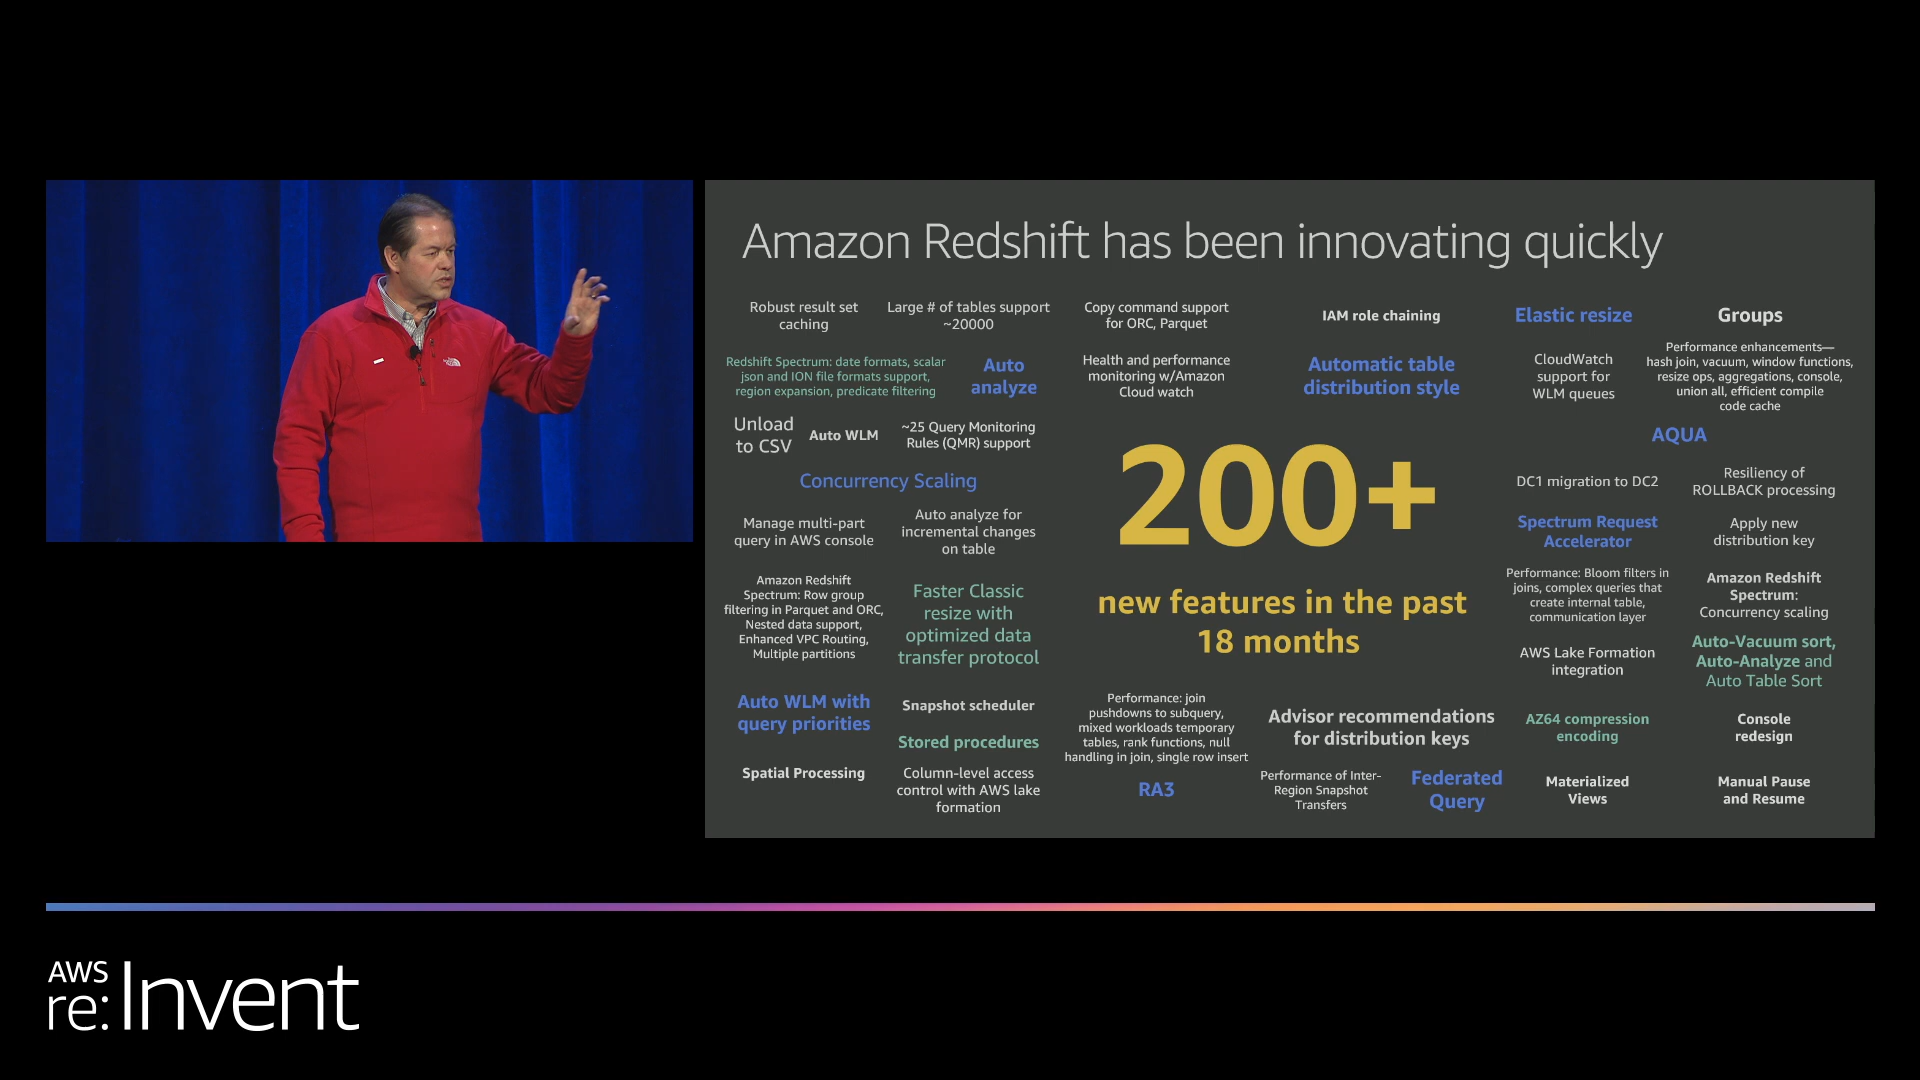 Amazon Redshift has been innovating quickly
Robust result set
caching
Large # of tables support
~20000
Copy command support
for ORC, Parquet
IAM role chaining
Elastic resize
Groups
Redshift Spectrum: date formats, scalar
json and ION file formats support,
region expansion, predicate filtering
Auto
analyze
Health and performance
monitoring w/Amazon
Cloud watch
Automatic table
distribution style
CloudWatch
support for
WLM queues
Performance enhancements—
hash join, vacuum, window functions,
resize ops, aggregations, console,
union all, efficient compile
code cache
Unload
to CSV
Auto WLM
~25 Query Monitoring
Rules (QMR) support
AQUA
Concurrency Scaling
200+
new features in the past
18 months
DC1 migration to DC2
Resiliency of
ROLLBACK processing
Manage multi-part
query in AWS console
Auto analyze for
incremental changes
on table
Spectrum Request
Accelerator
Apply new
distribution key
Amazon Redshift
Spectrum: Row group
filtering in Parquet and ORC,
Nested data support,
Enhanced VPC Routing,
Multiple partitions
Faster Classic
resize with
optimized data
transfer protocol
Performance: Bloom filters in
joins, complex queries that
create internal table,
communication layer
Amazon Redshift
Spectrum:
Concurrency scaling
AWS Lake Formation
integration
Auto-Vacuum sort,
Auto-Analyze and
Auto Table Sort
Auto WLM with
query priorities
Snapshot scheduler
Stored procedures
Performance: join
pushdowns to subquery,
mixed workloads temporary
tables, rank functions, null
handling in join, single row insert
Advisor recommendations
for distribution keys
AZ64 compression
encoding
Console
redesign
Spatial Processing
Column-level access
control with AWS lake
formation
RA3
Performance of Inter-
Region Snapshot
Transfers
Federated
Query
Materialized
Views
Manual Pause
and Resume
AWS
re:Invent